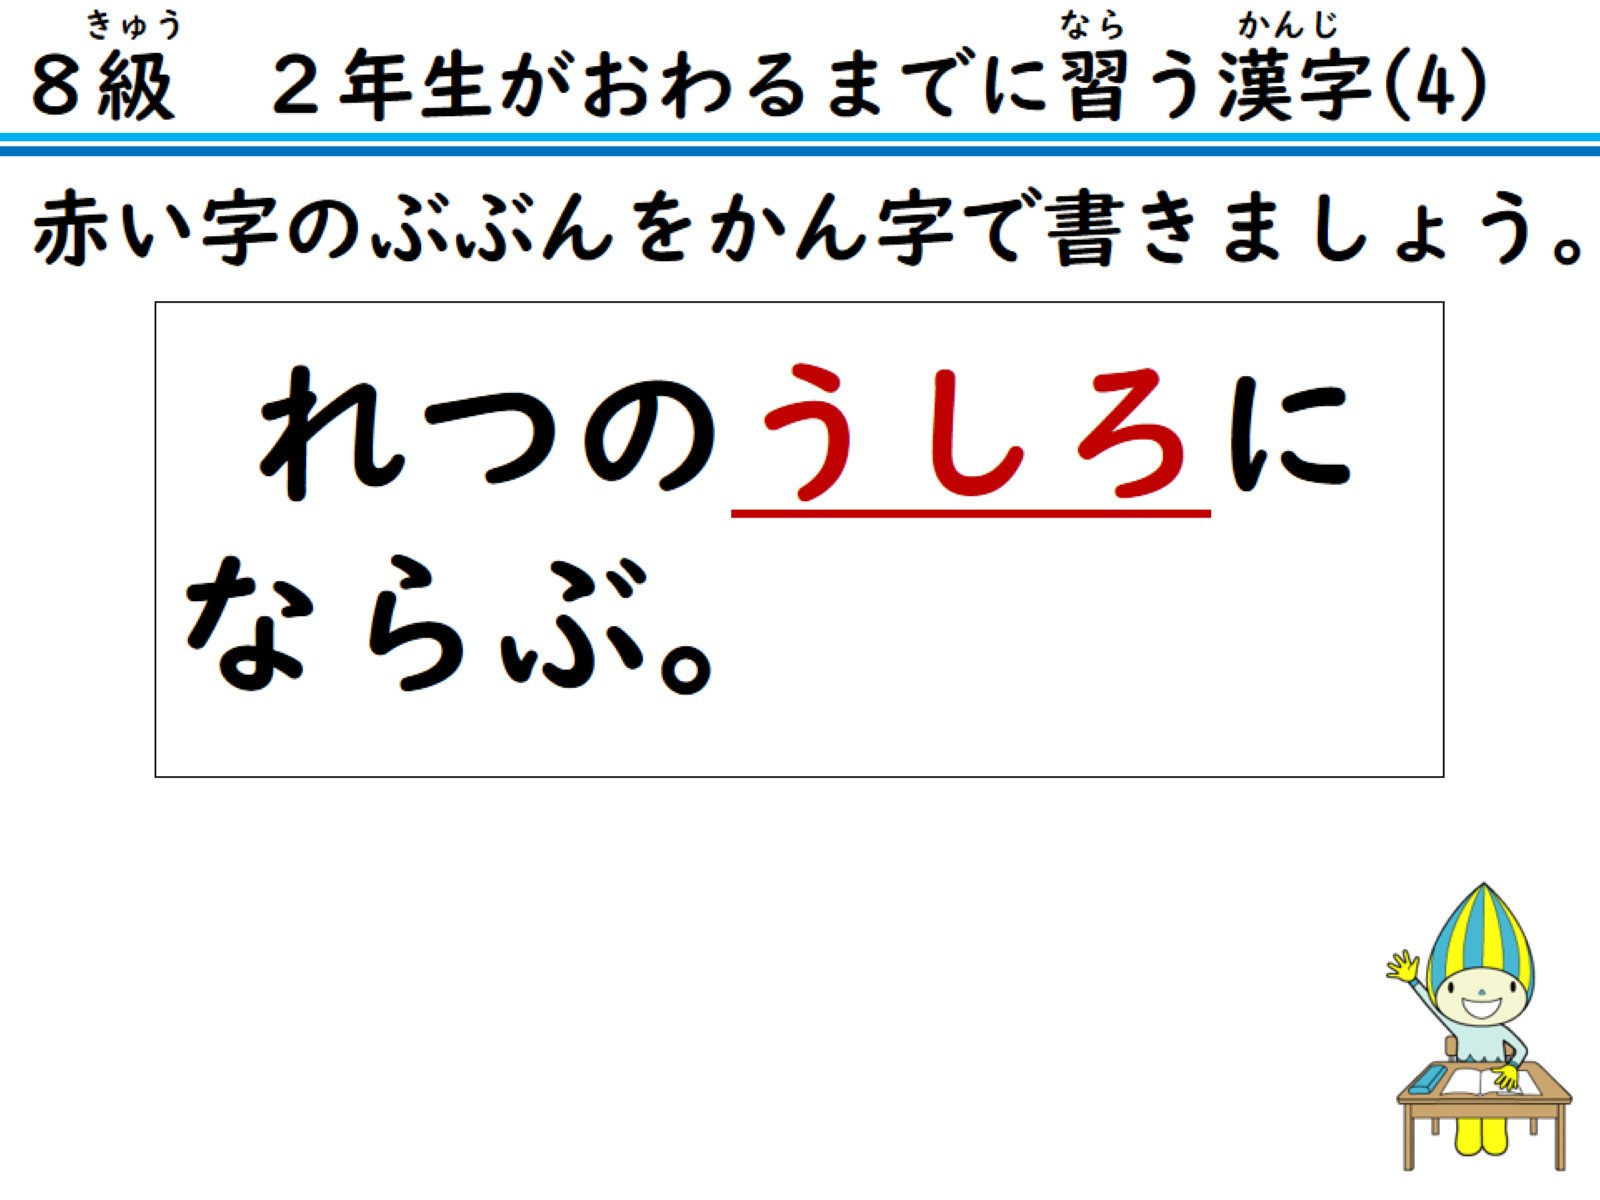 きゅう なら かんじ
８級　２年生がおわるまでに習う漢字(4)
赤い字のぶぶんをかん字で書きましょう。
れつのうしろに
ならぶ。